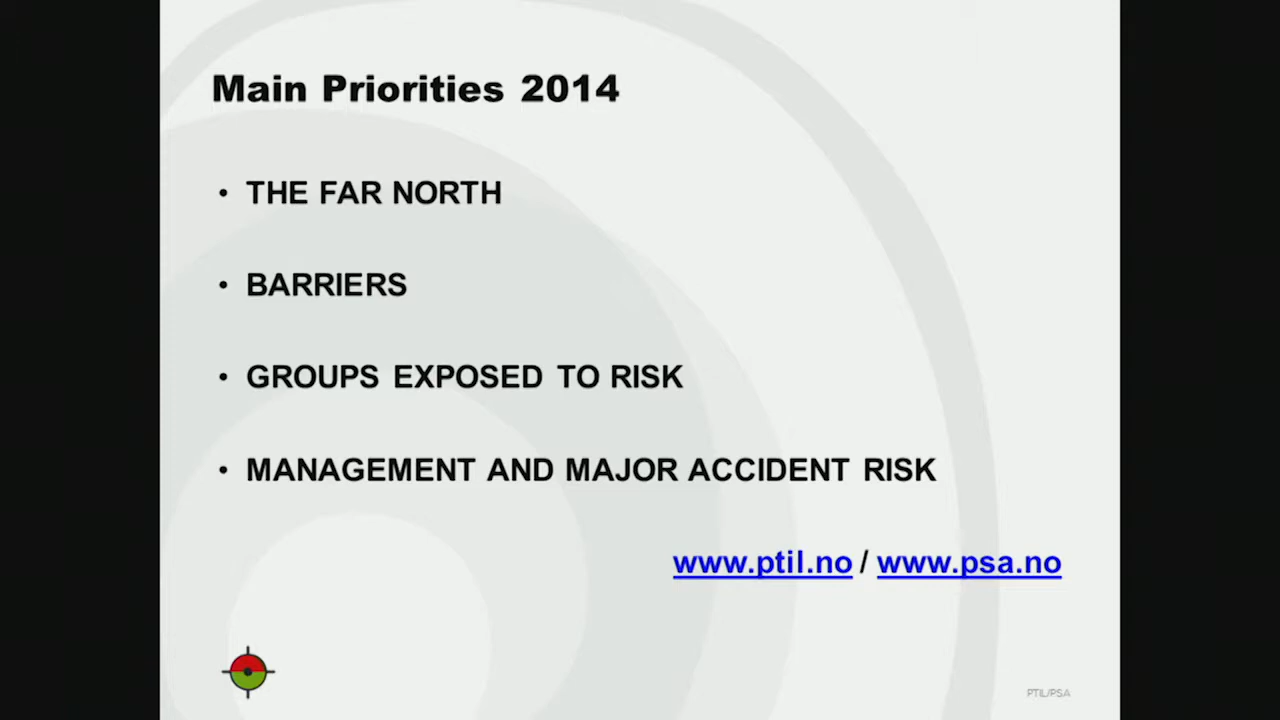 Main Priorities 2014
• THE FAR NORTH
• BARRIERS
• GROUPS EXPOSED TO RISK
• MANAGEMENT AND MAJOR ACCIDENT RISK
www.ptil.no / www.psa.no
PTIL/PSA